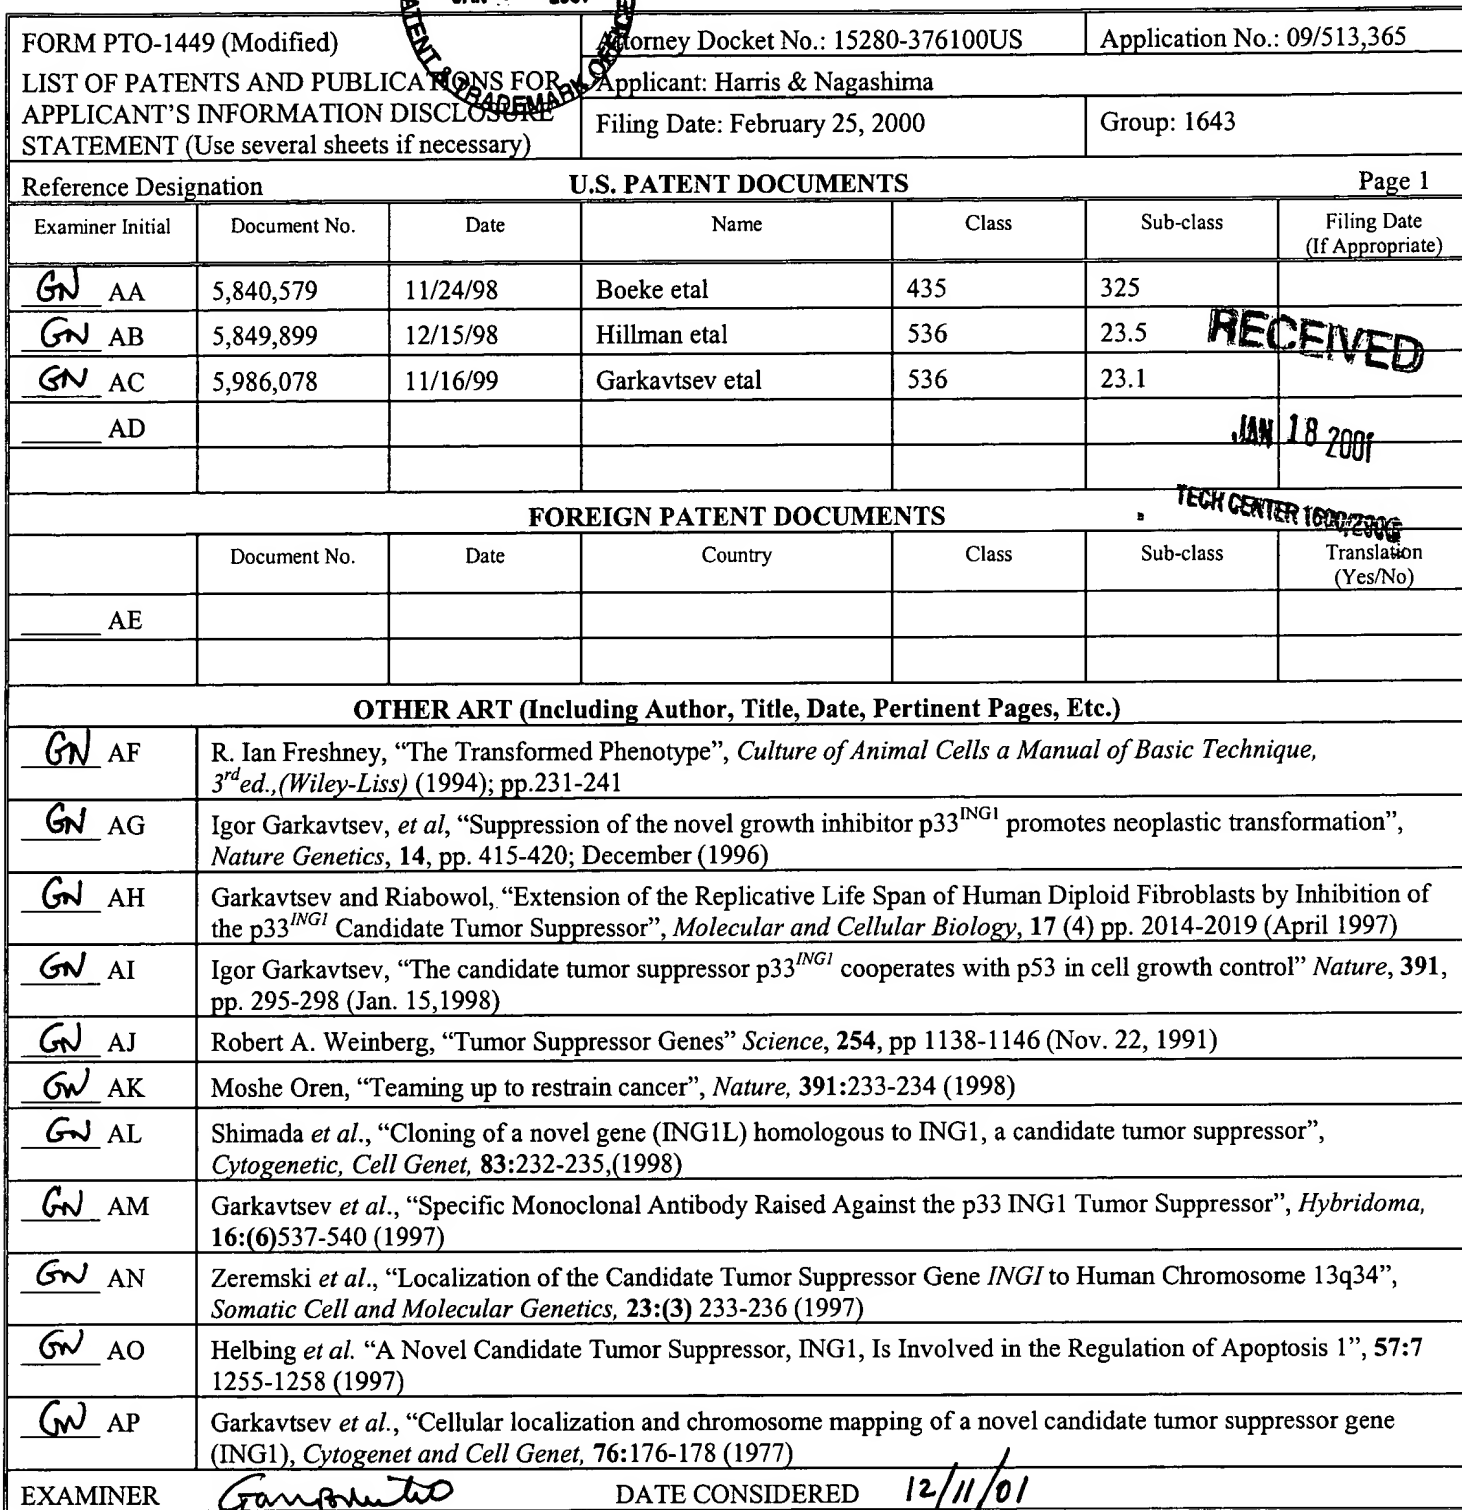 FORM PTO-1449 (Modified)
LIST OF PATENTS AND PUBLICATIONS FOR
APPLICANT'S INFORMATION DISCLOSURE
STATEMENT (Use several sheets if necessary)
PATENT & TRADEMARK OFFICE
Attorney Docket No.: 15280-376100US
Application No.: 09/513,365
Applicant: Harris & Nagashima
Filing Date: February 25, 2000
Group: 1643
Reference Designation U.S. PATENT DOCUMENTS Page 1
Examiner Initial Document No. Date Name Class Sub-class Filing Date
(If Appropriate)
GN AA 5,840,579 11/24/98 Boeke etal 435 325
GN AB 5,849,899 12/15/98 Hillman etal 536 23.5
RECEIVED
GN AC 5,986,078 11/16/99 Garkavtsev etal 536 23.1
AD
JAN 18 2001
TECH CENTER 1600/2900
FOREIGN PATENT DOCUMENTS
Document No. Date Country Class Sub-class Translation
(Yes/No)
AE
OTHER ART (Including Author, Title, Date, Pertinent Pages, Etc.)
GN AF R. Ian Freshney, “The Transformed Phenotype”, Culture of Animal Cells a Manual of Basic Technique,
3rd ed.,(Wiley-Liss) (1994); pp.231-241
GN AG Igor Garkavtsev, et al, “Suppression of the novel growth inhibitor p33ING1 promotes neoplastic transformation”,
Nature Genetics, 14, pp. 415-420; December (1996)
GN AH Garkavtsev and Riabowol, “Extension of the Replicative Life Span of Human Diploid Fibroblasts by Inhibition of
the p33ING1 Candidate Tumor Suppressor”, Molecular and Cellular Biology, 17 (4) pp. 2014-2019 (April 1997)
GN AI Igor Garkavtsev, “The candidate tumor suppressor p33ING1 cooperates with p53 in cell growth control” Nature, 391,
pp. 295-298 (Jan. 15,1998)
GN AJ Robert A. Weinberg, “Tumor Suppressor Genes” Science, 254, pp 1138-1146 (Nov. 22, 1991)
GN AK Moshe Oren, “Teaming up to restrain cancer”, Nature, 391:233-234 (1998)
GN AL Shimada et al., “Cloning of a novel gene (ING1L) homologous to ING1, a candidate tumor suppressor”,
Cytogenetic, Cell Genet, 83:232-235,(1998)
GN AM Garkavtsev et al., “Specific Monoclonal Antibody Raised Against the p33 ING1 Tumor Suppressor”, Hybridoma,
16:(6)537-540 (1997)
GN AN Zeremski et al., “Localization of the Candidate Tumor Suppressor Gene INGI to Human Chromosome 13q34”,
Somatic Cell and Molecular Genetics, 23:(3) 233-236 (1997)
GN AO Helbing et al. “A Novel Candidate Tumor Suppressor, ING1, Is Involved in the Regulation of Apoptosis 1”, 57:7
1255-1258 (1997)
GN AP Garkavtsev et al., “Cellular localization and chromosome mapping of a novel candidate tumor suppressor gene
(ING1), Cytogenet and Cell Genet, 76:176-178 (1977)
EXAMINER DATE CONSIDERED 12/11/01